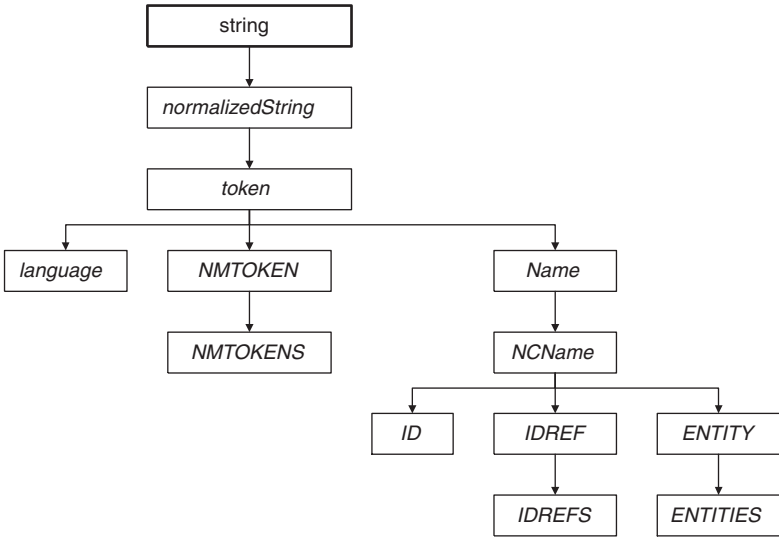 string
normalizedString
token
language
NMTOKEN
Name
NMTOKENS
NCName
ID
IDREF
ENTITY
IDREFS
ENTITIES